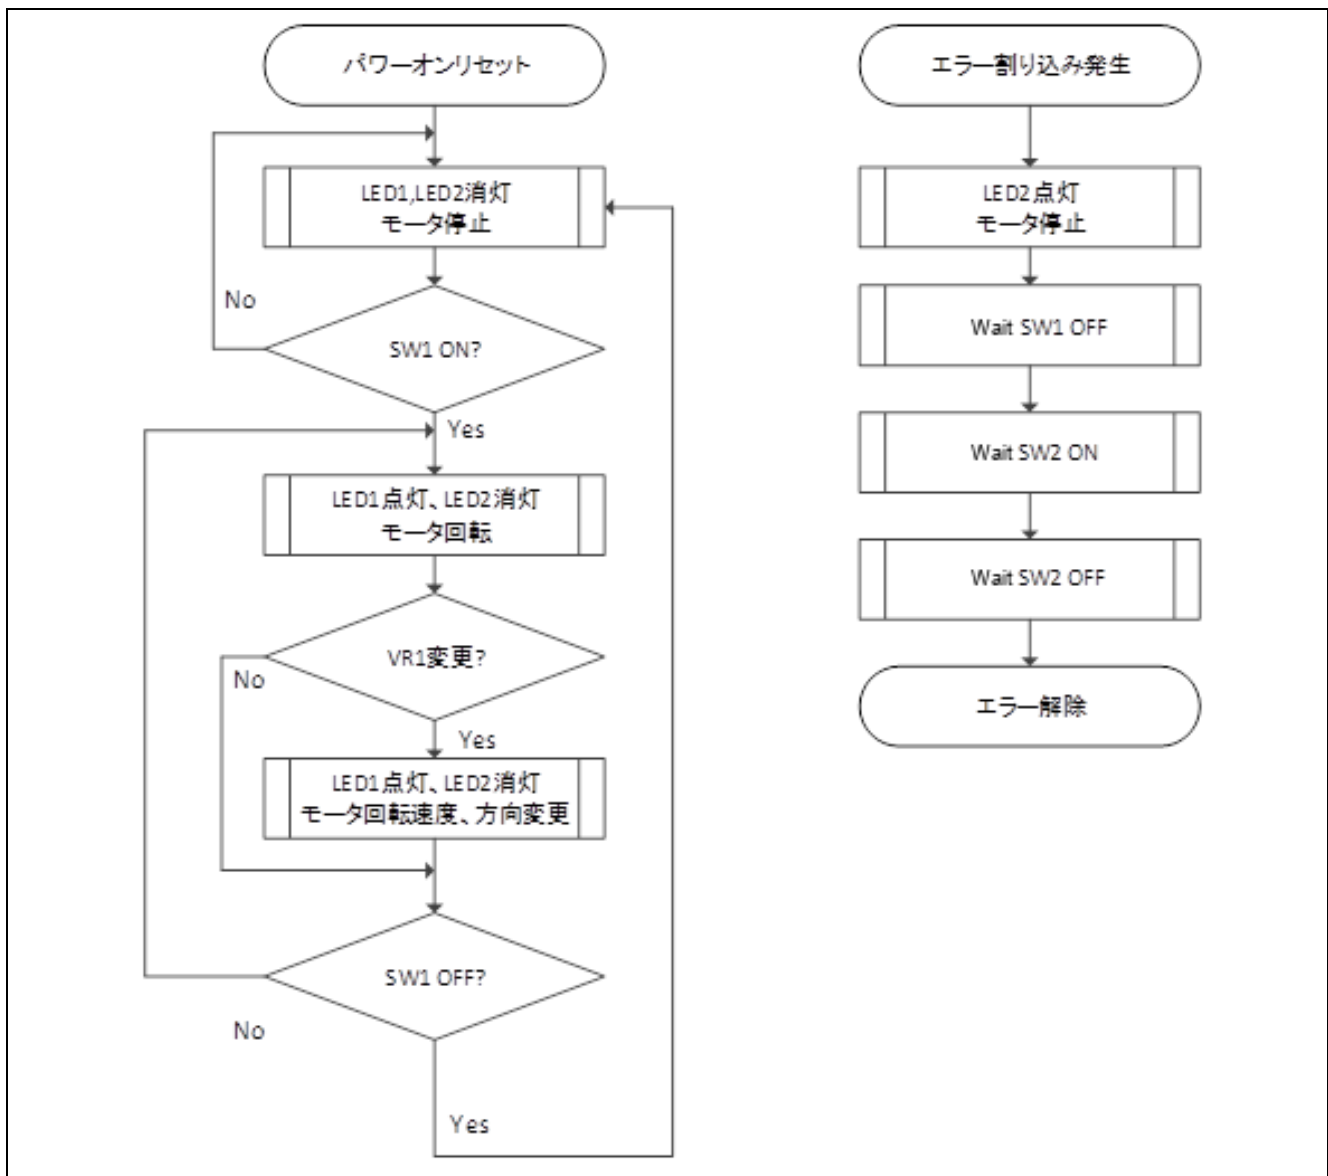 パワーオンリセット
LED1,LED2消灯
モータ停止
No
SW1 ON?
Yes
LED1点灯、LED2消灯
モータ回転
VR1変更?
No
Yes
LED1点灯、LED2消灯
モータ回転速度、方向変更
SW1 OFF?
No
Yes
エラー割り込み発生
LED2点灯
モータ停止
Wait SW1 OFF
Wait SW2 ON
Wait SW2 OFF
エラー解除